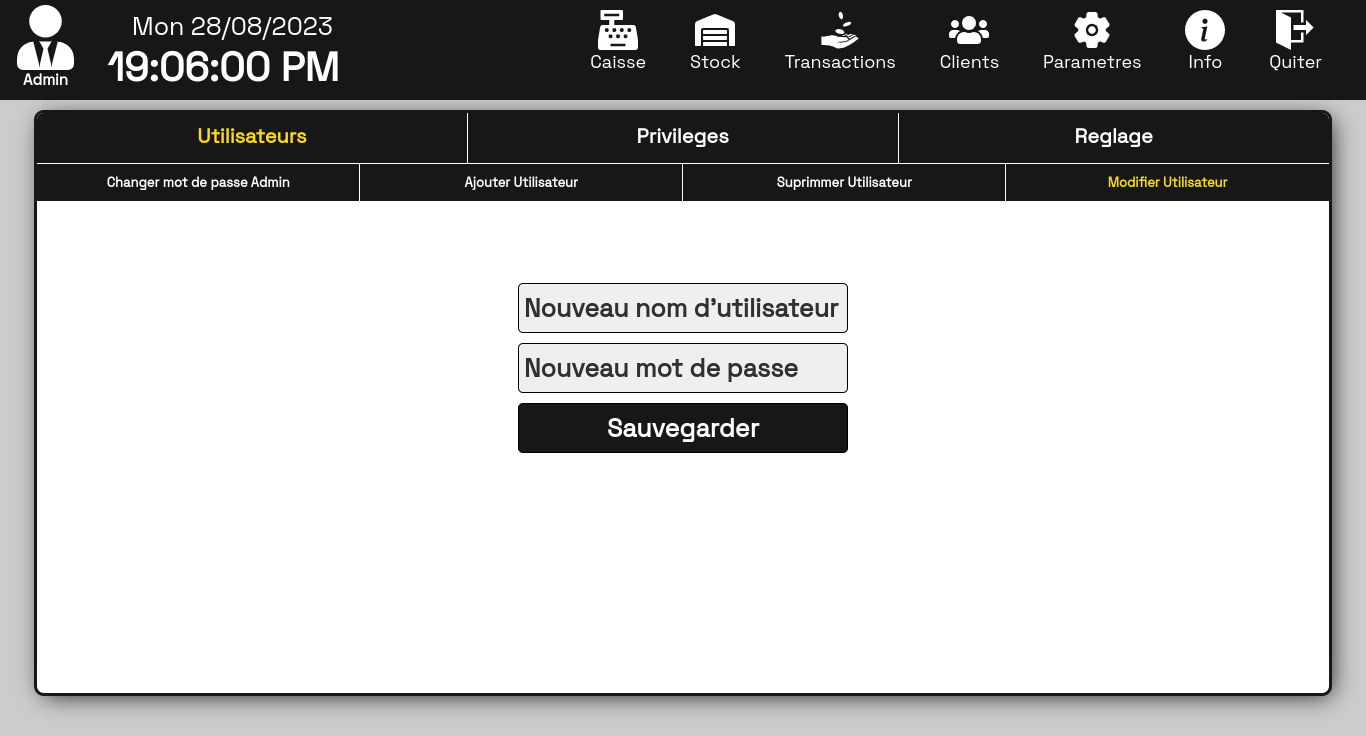 Mon 28/08/2023
19:06:00 PM
Admin
Caisse
Stock
Transactions
Clients
Parametres
Info
Quiter
Utilisateurs
Privileges
Reglage
Changer mot de passe Admin
Ajouter Utilisateur
Suprimmer Utilisateur
Modifier Utilisateur
Nouveau nom d'utilisateur
Nouveau mot de passe
Sauvegarder